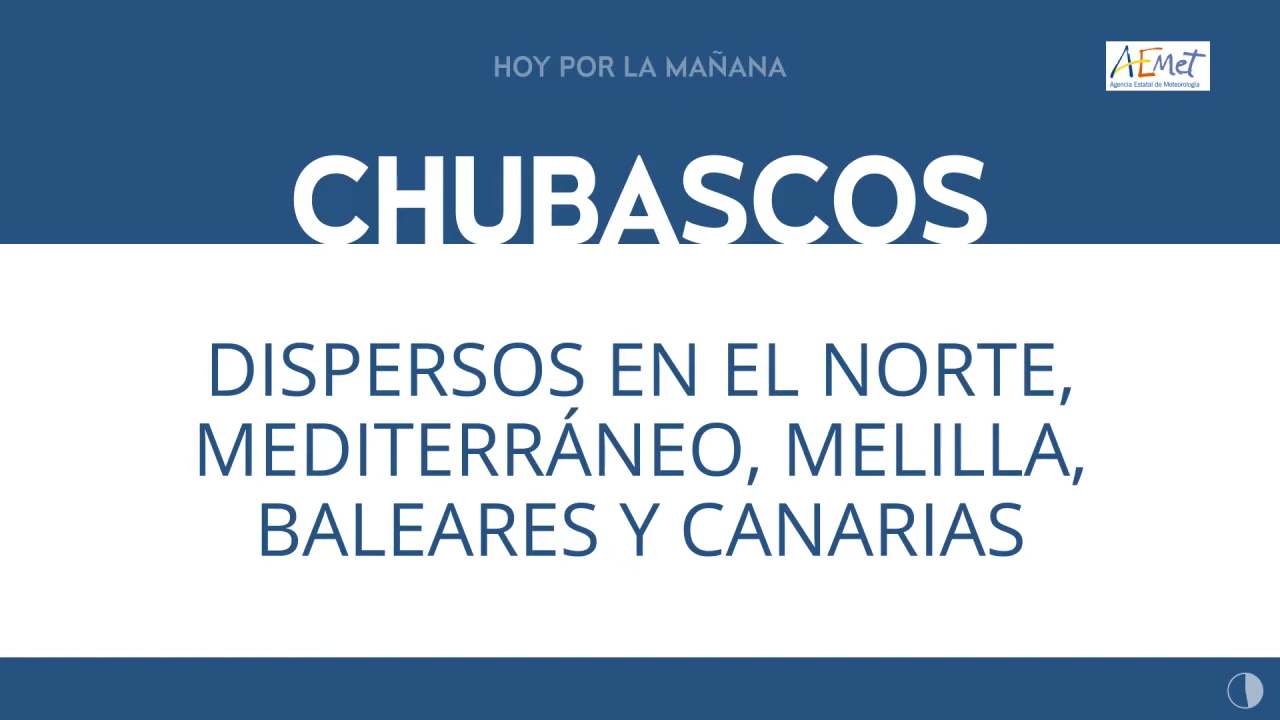 HOY POR LA MAÑANA
AEMet
Agencia Estatal de Meteorología
CHUBASCOS
DISPERSOS EN EL NORTE,
MEDITERRÁNEO, MELILLA,
BALEARES Y CANARIAS